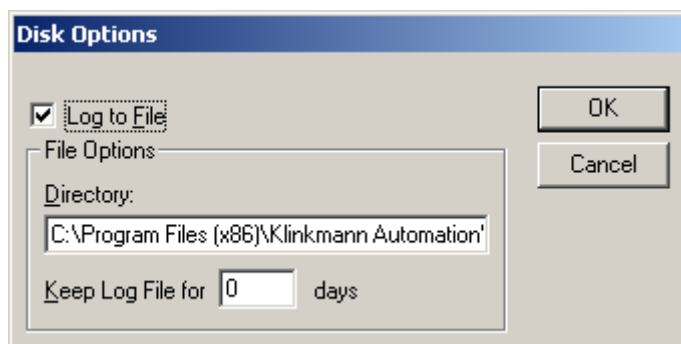 Disk Options
Log to File
OK
File Options
Cancel
Directory:
C:\Program Files (x86)\Klinkmann Automation\
Keep Log File for 0 days